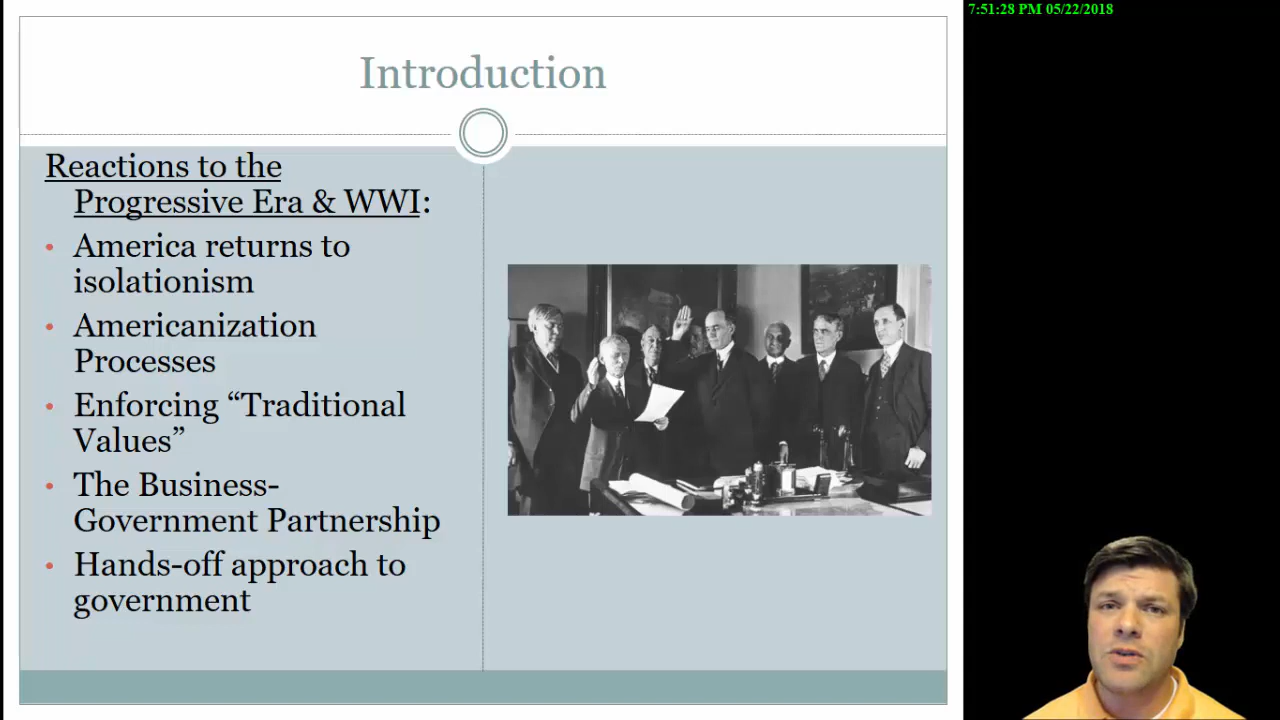 7:51:28 PM 05/22/2018
Introduction
Reactions to the
Progressive Era & WWI:
• America returns to
isolationism
• Americanization
Processes
• Enforcing “Traditional
Values”
• The Business-
Government Partnership
• Hands-off approach to
government